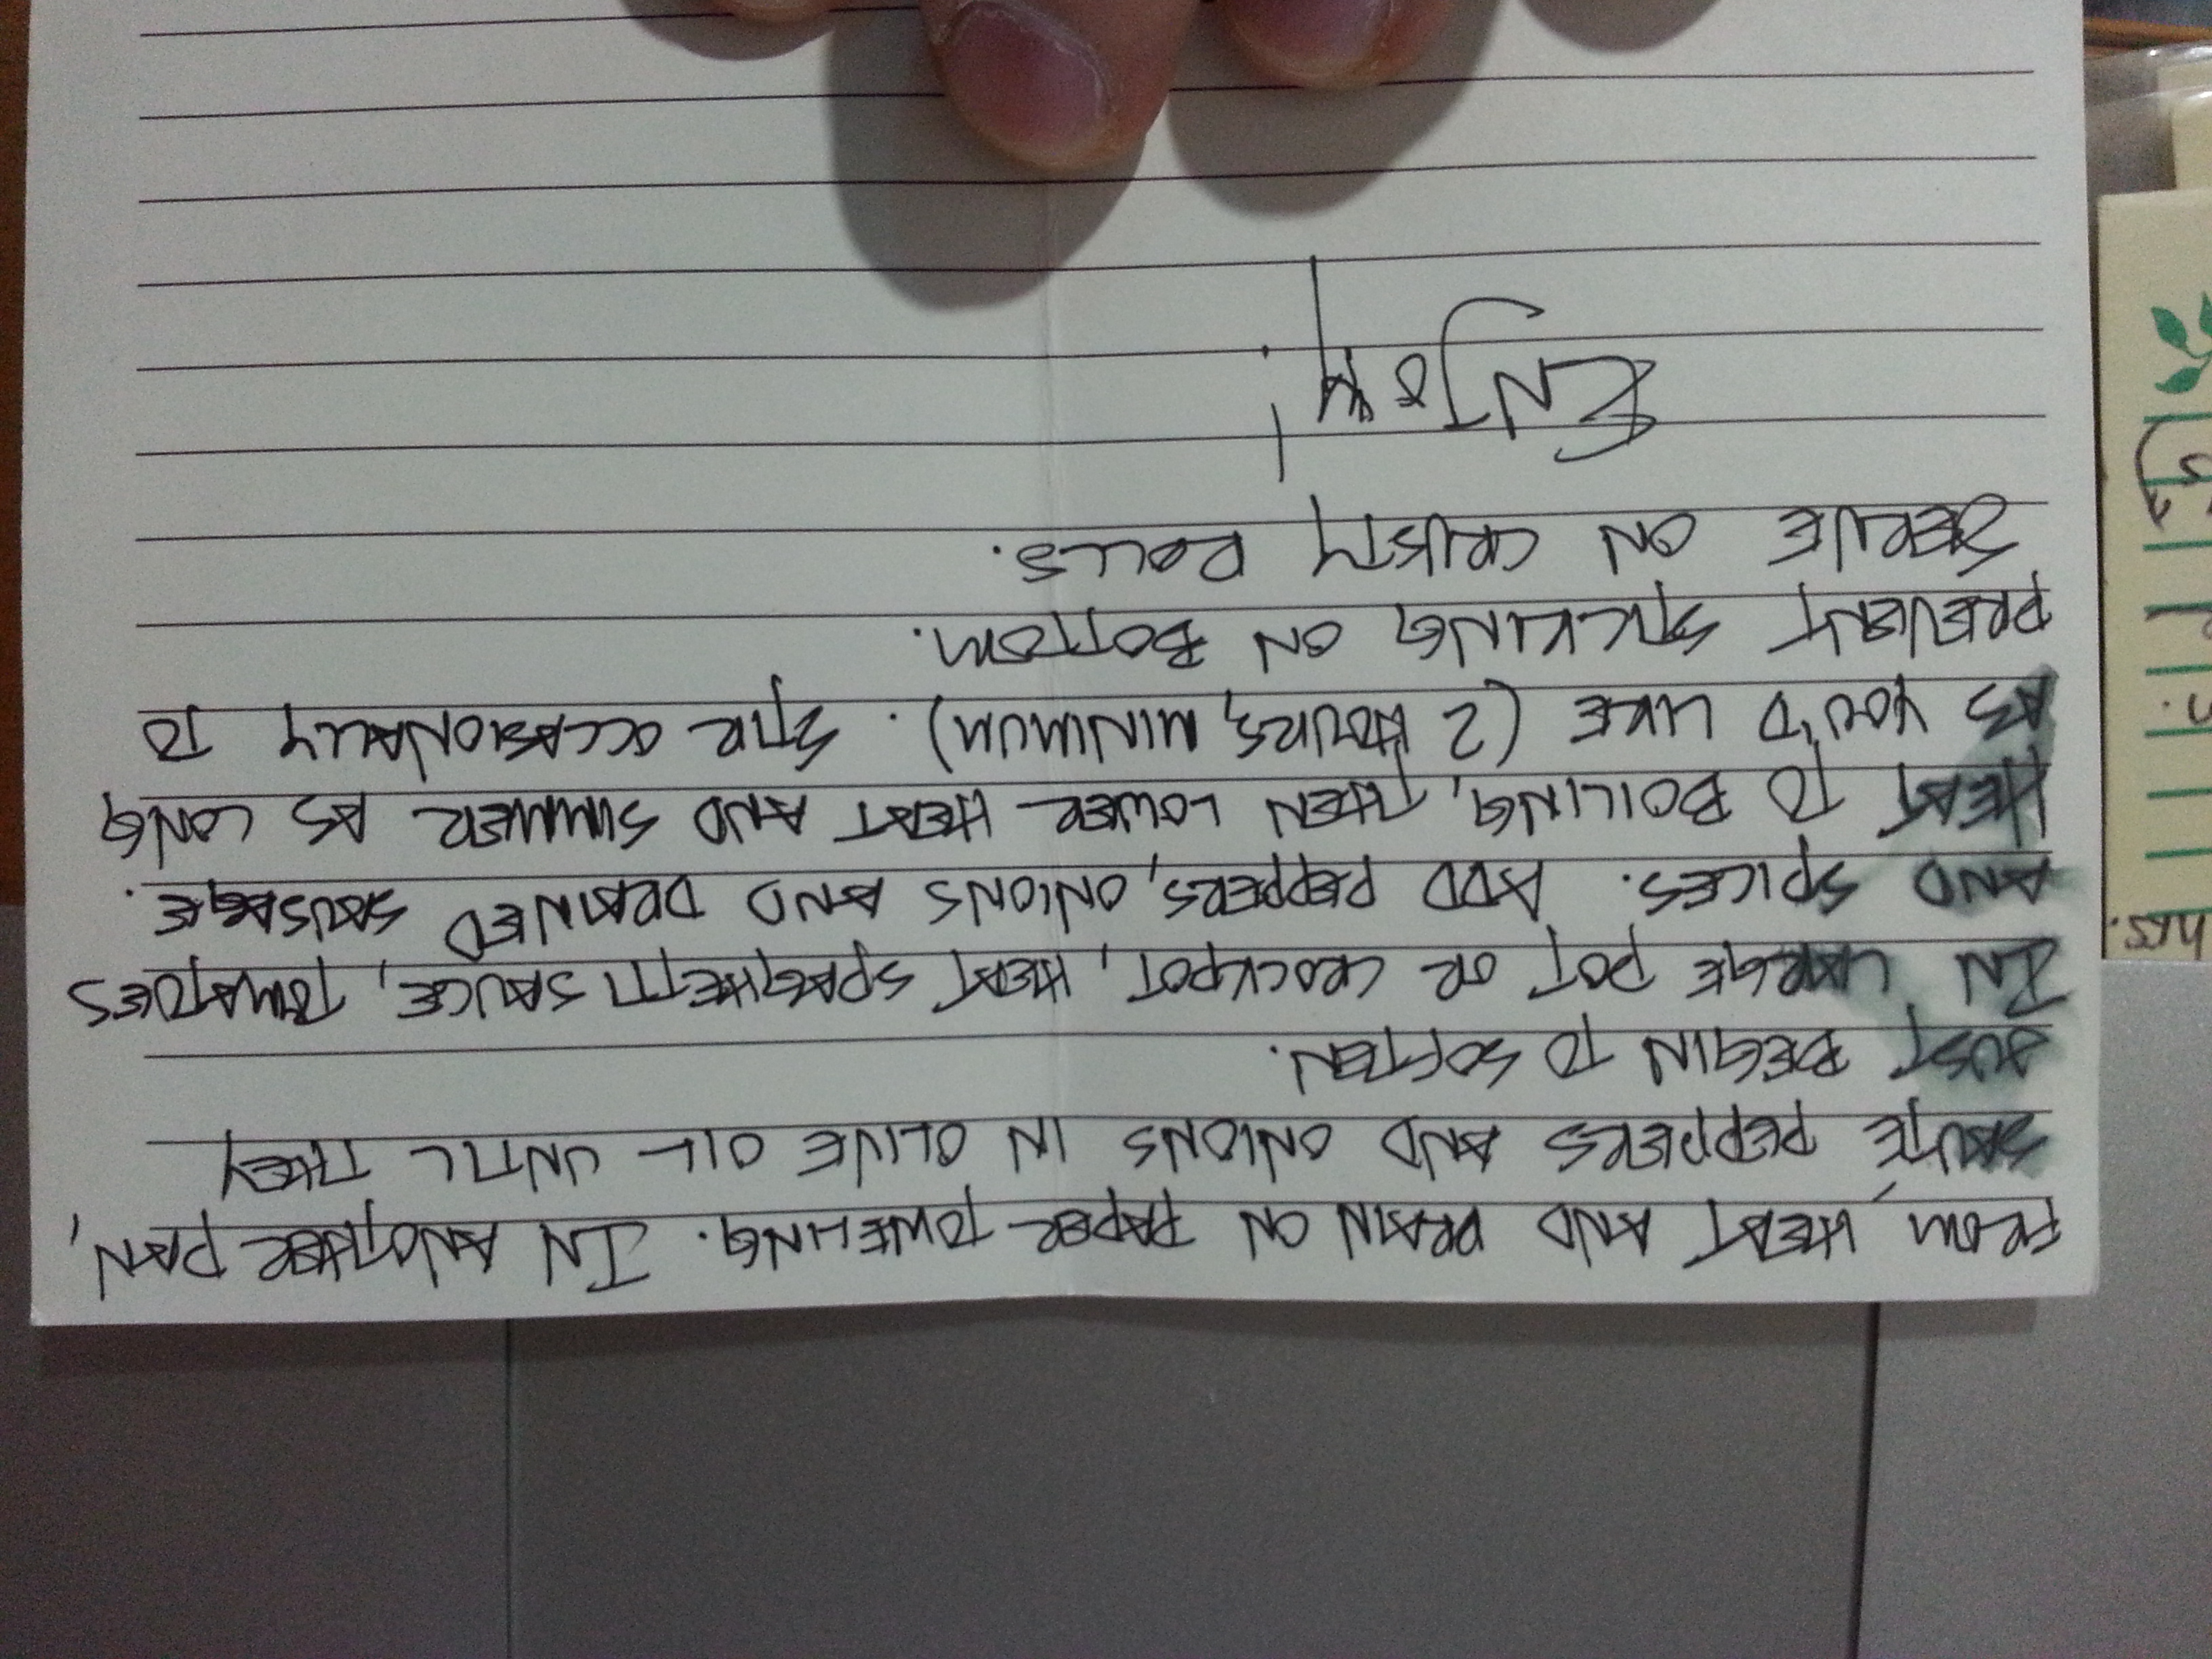 FROM HEAT AND DRAIN ON PAPER TOWELING. IN ANOTHER PAN,
SAUTÉ PEPPERS AND ONIONS IN OLIVE OIL UNTIL THEY
JUST BEGIN TO SOFTEN.
IN LARGE POT OR CROCKPOT, HEAT SPAGHETTI SAUCE, TOMATOES
AND SPICES. ADD PEPPERS, ONIONS AND DRAINED SAUSAGE.
HEAT TO BOILING, THEN LOWER HEAT AND SIMMER AS LONG
AS YOU'D LIKE (2 HOURS, MINIMUM). STIR OCCASIONALLY TO
PREVENT STICKING ON BOTTOM.
SERVE ON CRUSTY ROLLS.
ENJOY!